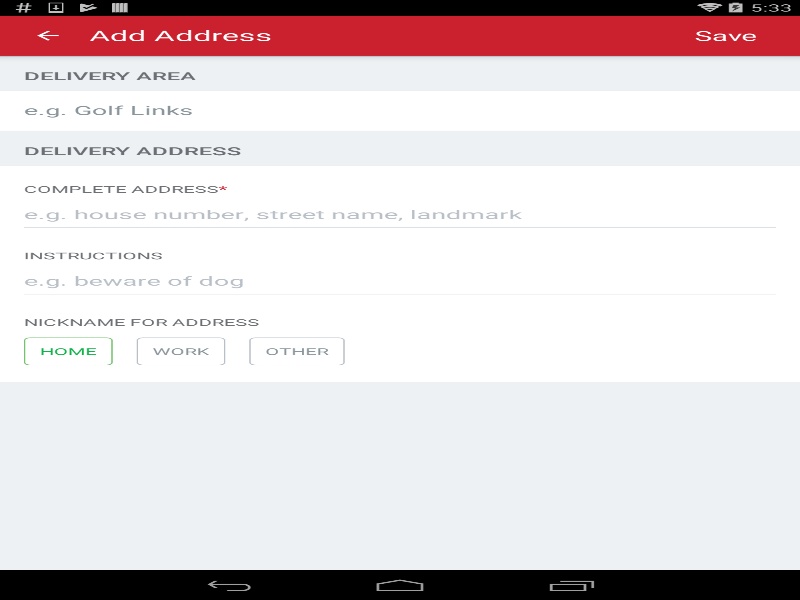 5:33
Add Address
Save
DELIVERY AREA
e.g. Golf Links
DELIVERY ADDRESS
COMPLETE ADDRESS*
e.g. house number, street name, landmark
INSTRUCTIONS
e.g. beware of dog
NICKNAME FOR ADDRESS
HOME WORK OTHER